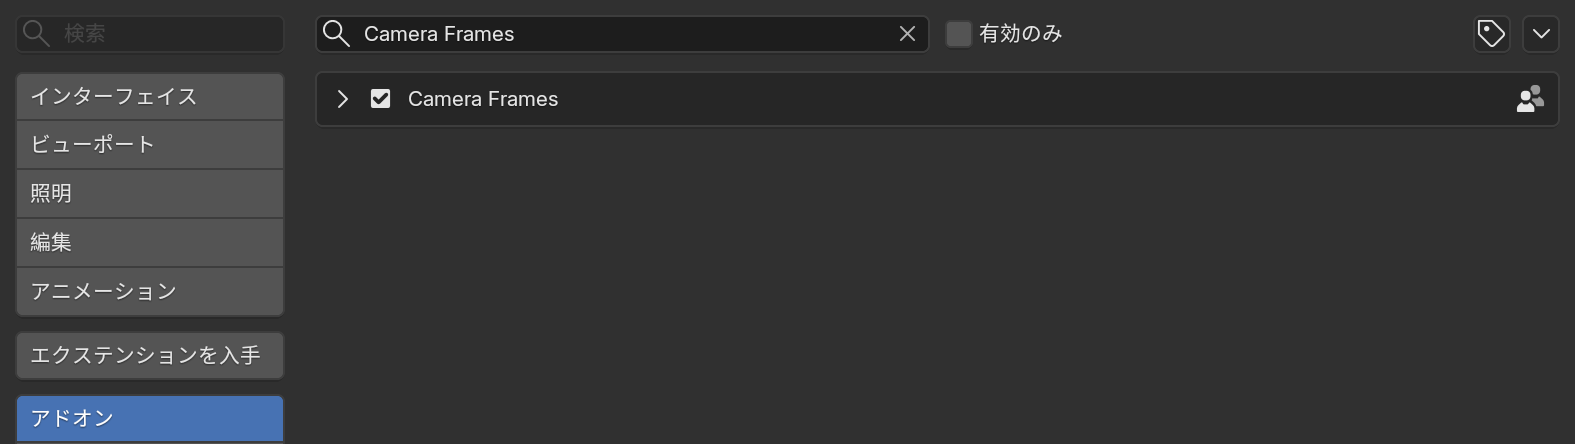 検索
Camera Frames
有効のみ
インターフェイス
ビューポート
照明
編集
アニメーション
エクステンションを入手
アドオン
Camera Frames